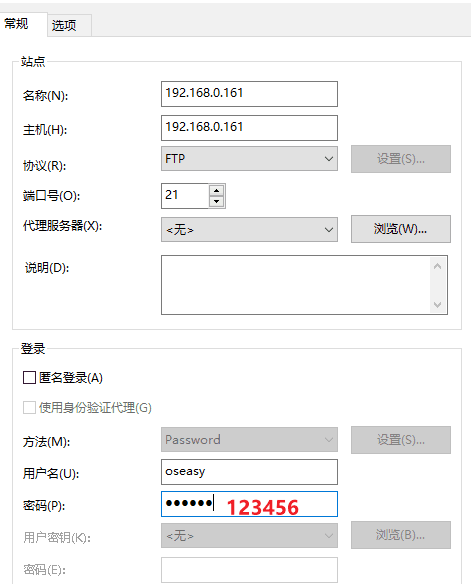 常规 选项
站点
名称(N): 192.168.0.161
主机(H): 192.168.0.161
协议(R): FTP 设置(S)...
端口号(O): 21
代理服务器(X): <无> 浏览(W)...
说明(D):
登录
匿名登录(A)
使用身份验证代理(G)
方法(M): Password 设置(S)...
用户名(U): oseasy
密码(P): ●●●●●● 123456
用户密钥(K): <无> 浏览(B)...
密码(E):